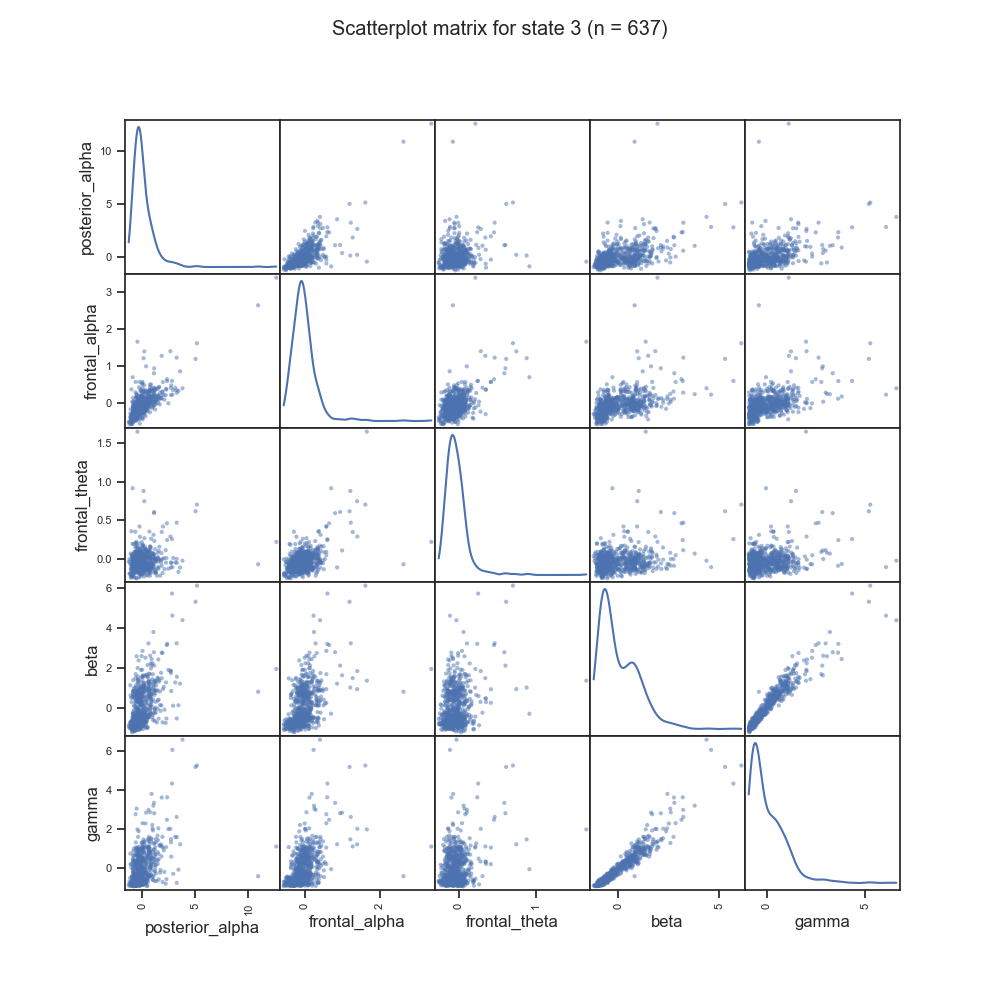 Scatterplot matrix for state 3 (n = 637)
posterior_alpha
10
5
0
frontal_alpha
3
2
1
0
frontal_theta
1.5
1.0
0.5
0.0
beta
6
4
2
0
gamma
6
4
2
0
0 5 10 0 2 0 1 0 5 0 5
posterior_alpha frontal_alpha frontal_theta beta gamma